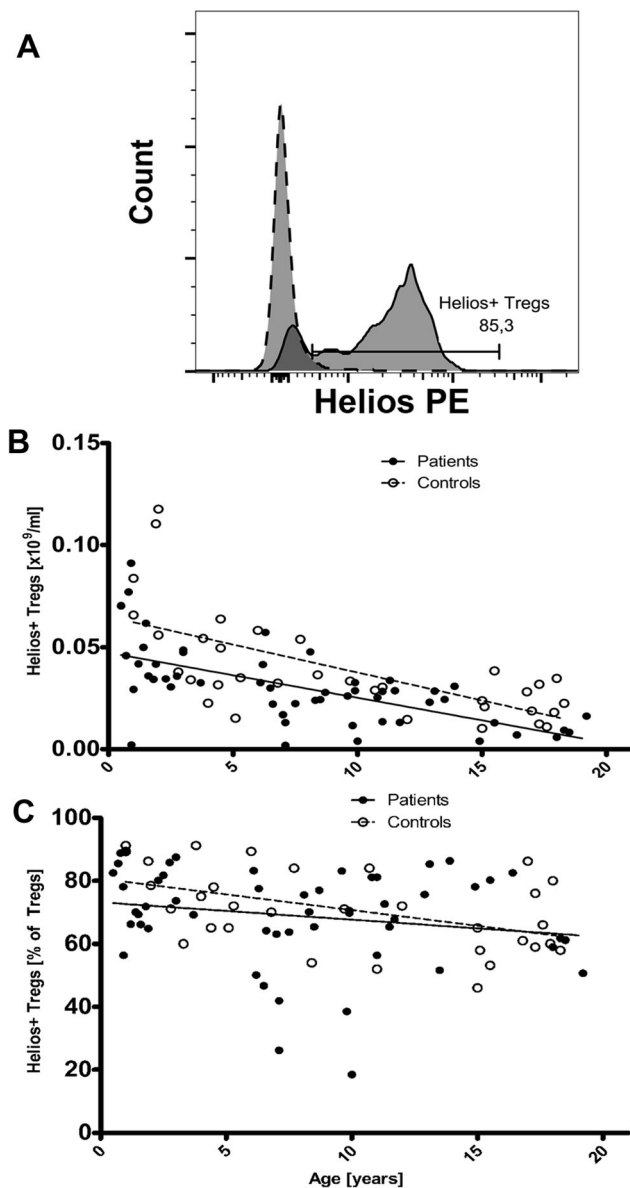 A
Count
Helios+ Tregs
85,3
Helios PE
B
Helios+ Tregs [x10⁹/ml]
0.15
0.10
0.05
0.00
Patients
Controls
0
5
10
15
20
C
Helios+ Tregs [% of Tregs]
100
80
60
40
20
0
Patients
Controls
0
5
10
15
20
Age [years]